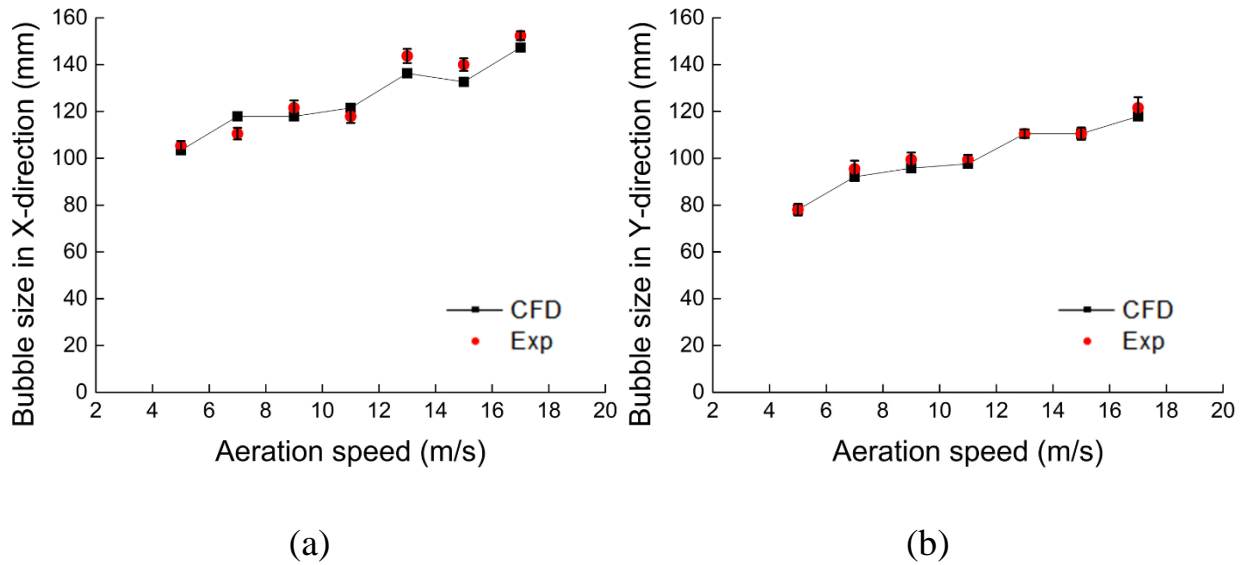 Bubble size in X-direction (mm)
160
140
120
100
80
60
40
20
0
2 4 6 8 10 12 14 16 18 20
Aeration speed (m/s)
CFD
Exp
(a)
Bubble size in Y-direction (mm)
160
140
120
100
80
60
40
20
0
2 4 6 8 10 12 14 16 18 20
Aeration speed (m/s)
CFD
Exp
(b)